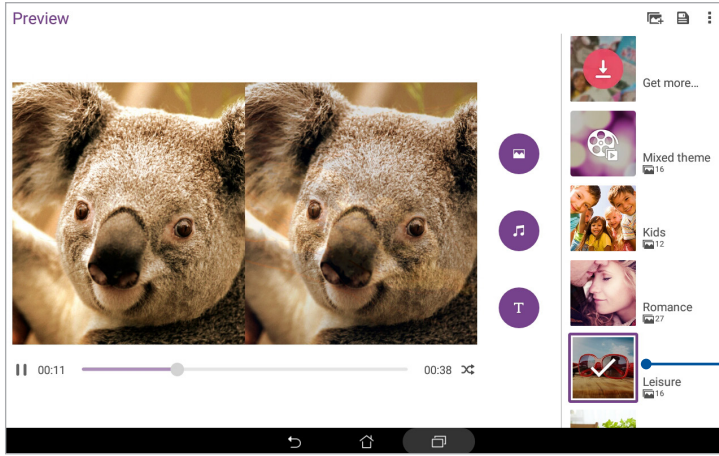 Preview
Get more...
Mixed theme
16
Kids
12
Romance
27
Leisure
16
T
00:11
00:38